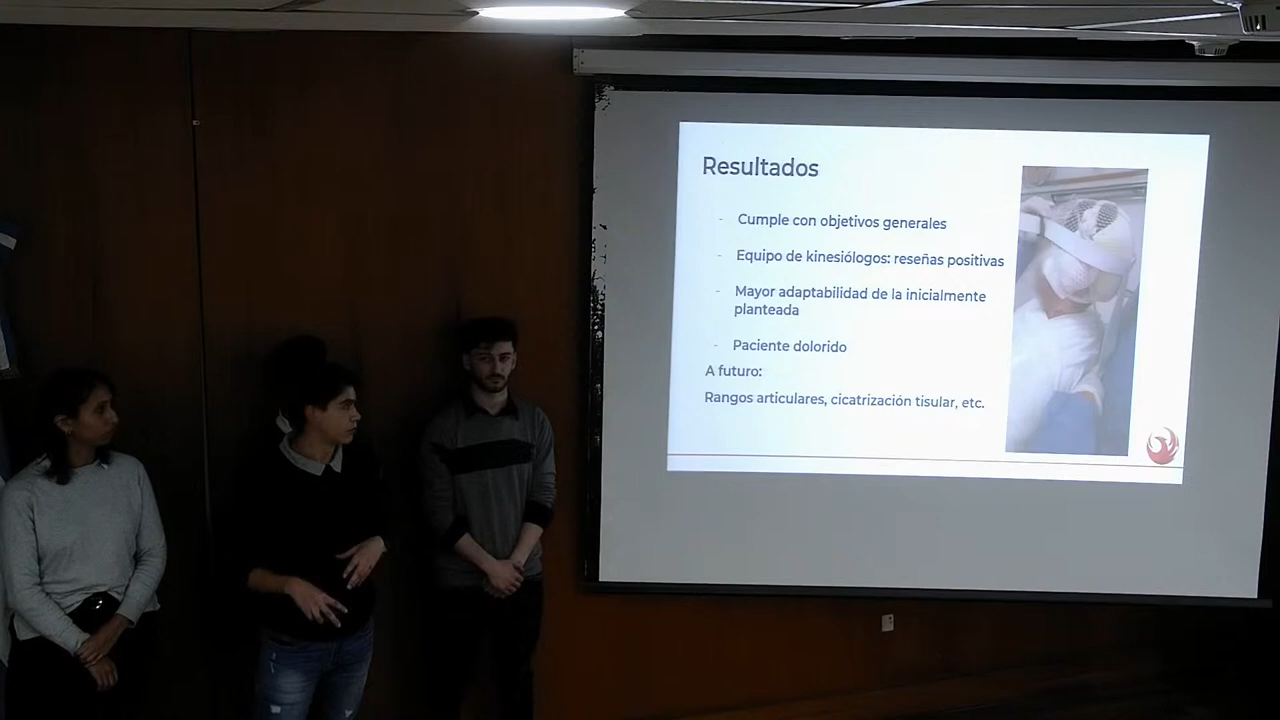 Resultados
- Cumple con objetivos generales
- Equipo de kinesiólogos: reseñas positivas
- Mayor adaptabilidad de la inicialmente
planteada
- Paciente dolorido
A futuro:
Rangos articulares, cicatrización tisular, etc.